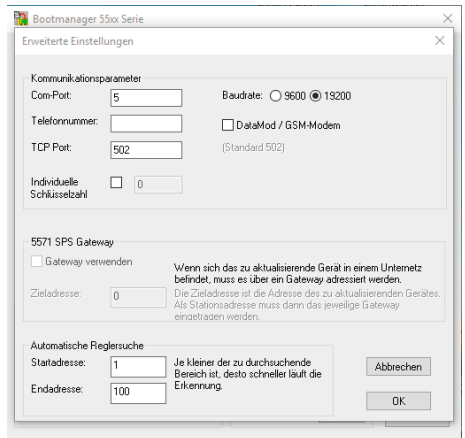 Bootmanager 55xx Serie
Erweiterte Einstellungen
Kommunikationsparameter
Com-Port: 5 Baudrate: 9600 19200
Telefonnummer: DataMod / GSM-Modem
TCP Port: 502 (Standard 502)
Individuelle
Schlüsselzahl 0
5571 SPS Gateway
Gateway verwenden
Wenn sich das zu aktualisierende Gerät in einem Unternetz
befindet, muss es über ein Gateway adressiert werden.
Zieladresse: 0 Die Zieladresse ist die Adresse des zu aktualisierenden Gerätes.
Als Stationsadresse muss dann das jeweilige Gateway
eingetragen werden.
Automatische Reglersuche
Startadresse: 1 Je kleiner der zu durchsuchende
Bereich ist, desto schneller läuft die
Erkennung.
Endadresse: 100
Abbrechen
OK